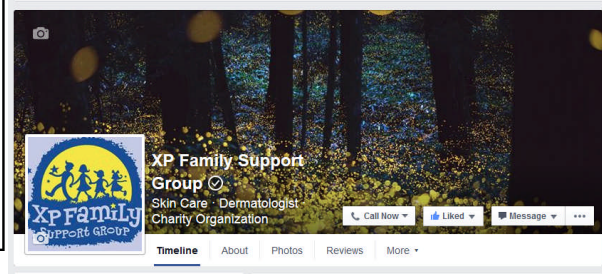 XP Family Support
Group
Skin Care · Dermatologist
Charity Organization
XP Family
Support Group
Call Now
Liked
Message
Timeline
About
Photos
Reviews
More